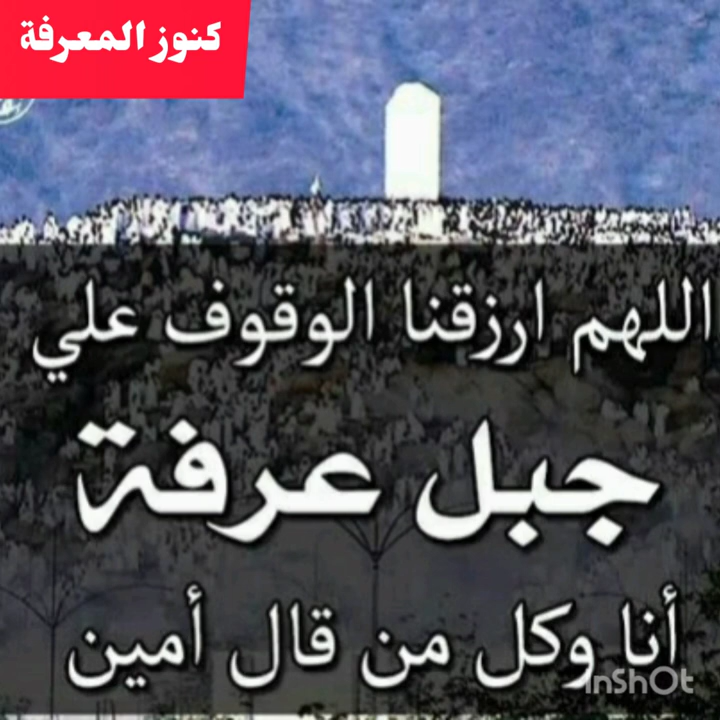 كنوز المعرفة
اللهم ارزقنا الوقوف علي
جبل عرفة
أنا وكل من قال أمين
InShOt